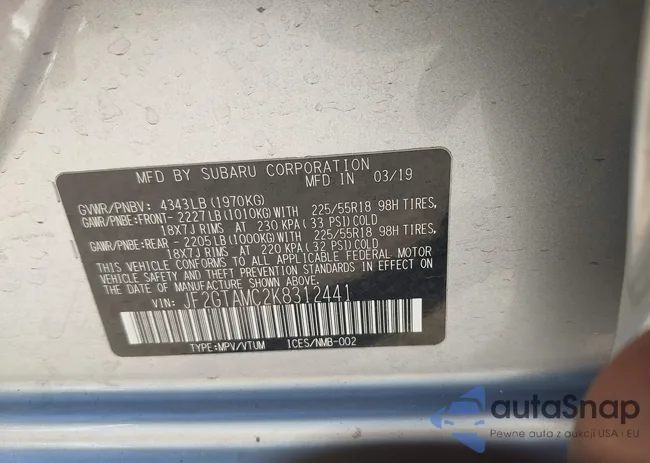 MFD BY SUBARU CORPORATION
MFD IN 03/19
GVWR/PNBV: 4343LB(1970KG)
GAWR/PNBE:FRONT- 2227LB(1010KG)WITH 225/55R18 98H TIRES,
18X7J RIMS AT 230 KPA(33 PSI)COLD
GAWR/PNBE:REAR - 2205LB(1000KG)WITH 225/55R18 98H TIRES,
18X7J RIMS AT 220 KPA(32 PSI)COLD
THIS VEHICLE CONFORMS TO ALL APPLICABLE FEDERAL MOTOR
VEHICLE SAFETY AND THEFT PREVENTION STANDARDS IN EFFECT
ON THE DATE OF MANUFACTURE SHOWN ABOVE.
VIN: JF2GTAMC2K8312441
TYPE:MPV/VTUM ICES/NMB-002
autaSnap
Pewne auta z aukcji USA i EU